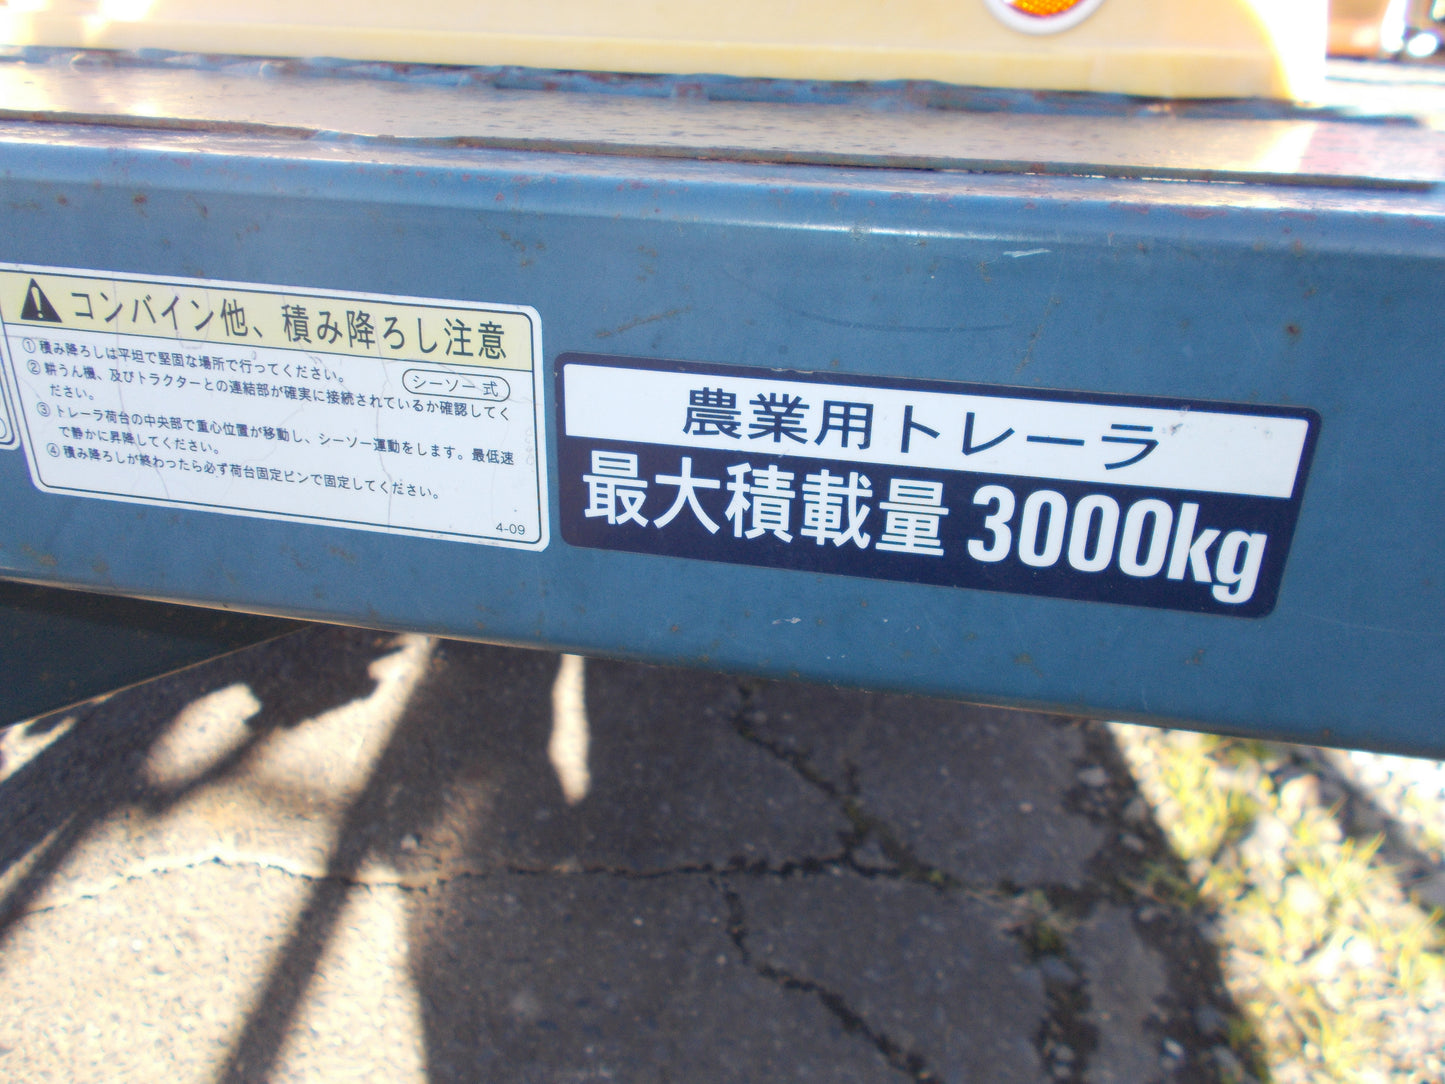 コンバイン他、積み降ろし注意
①積み降ろしは平坦で堅固な場所で行ってください。
シーソー式
②耕うん機、及びトラクターとの連結部が確実に接続されているか確認してく
ださい。
③トレーラ荷台の中央部で重心位置が移動し、シーソー運動をします。最低速
で静かに昇降してください。
④積み降ろしが終わったら必ず荷台固定ピンで固定してください。
4-09
農業用トレーラ
最大積載量 3000kg